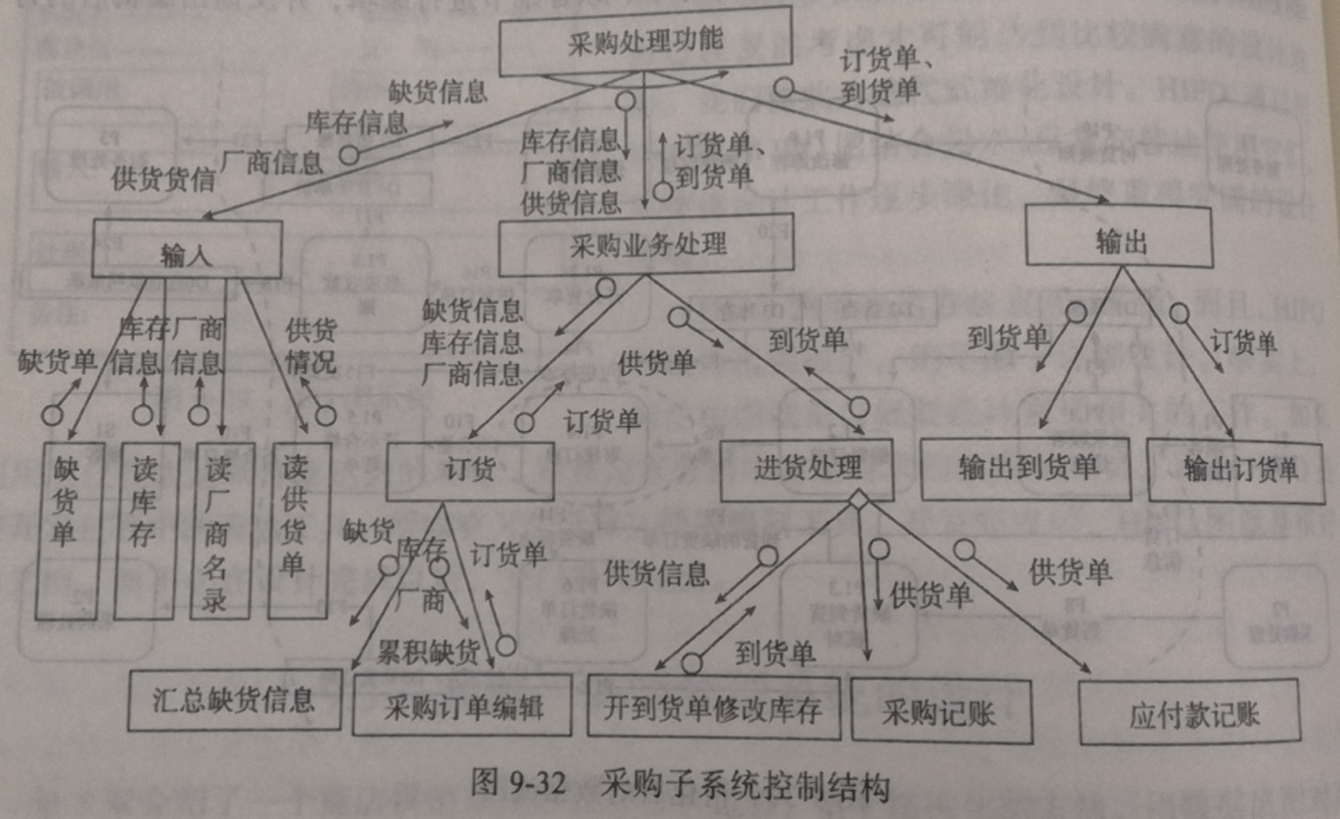 采购处理功能
缺货信息
库存信息
厂商信息
供货货信
库存信息
厂商信息
供货信息
订货单、
到货单
订货单、
到货单
输人
采购业务处理
输出
缺货单
库存
信息
厂商
信息
供货
情况
缺货信息
库存信息
厂商信息
订货单
供货单
到货单
到货单
订货单
缺货单
读库存
读厂商名录
读供货单
订货
进货处理
输出到货单
输出订货单
缺货
库存
厂商
订货单
累积缺货
供货信息
到货单
供货单
供货单
汇总缺货信息
采购订单编辑
开到货单修改库存
采购记账
应付款记账
图 9-32 采购子系统控制结构